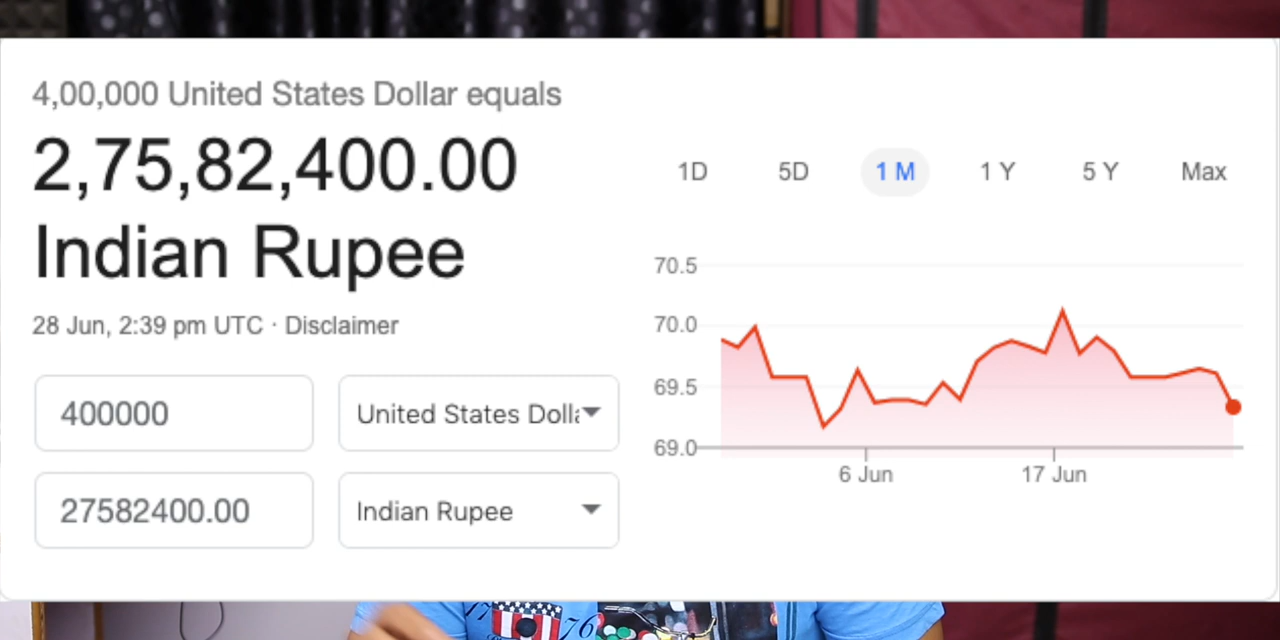 4,00,000 United States Dollar equals
2,75,82,400.00
Indian Rupee
28 Jun, 2:39 pm UTC · Disclaimer
400000
United States Dolla
27582400.00
Indian Rupee
1D 5D 1 M 1 Y 5 Y Max
70.5
70.0
69.5
69.0
6 Jun 17 Jun
76